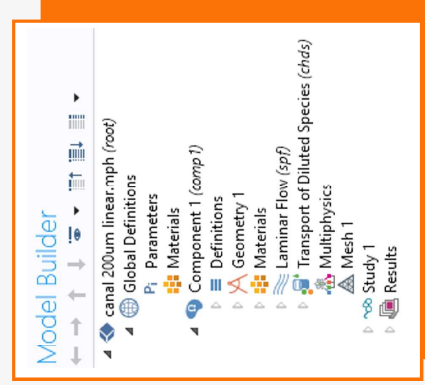 Model Builder
canal 200um linear.mph (root)
Global Definitions
Pi Parameters
Materials
Component 1 (comp1)
Definitions
Geometry 1
Materials
Laminar Flow (spf)
Transport of Diluted Species (chds)
Multiphysics
Mesh 1
Study 1
Results